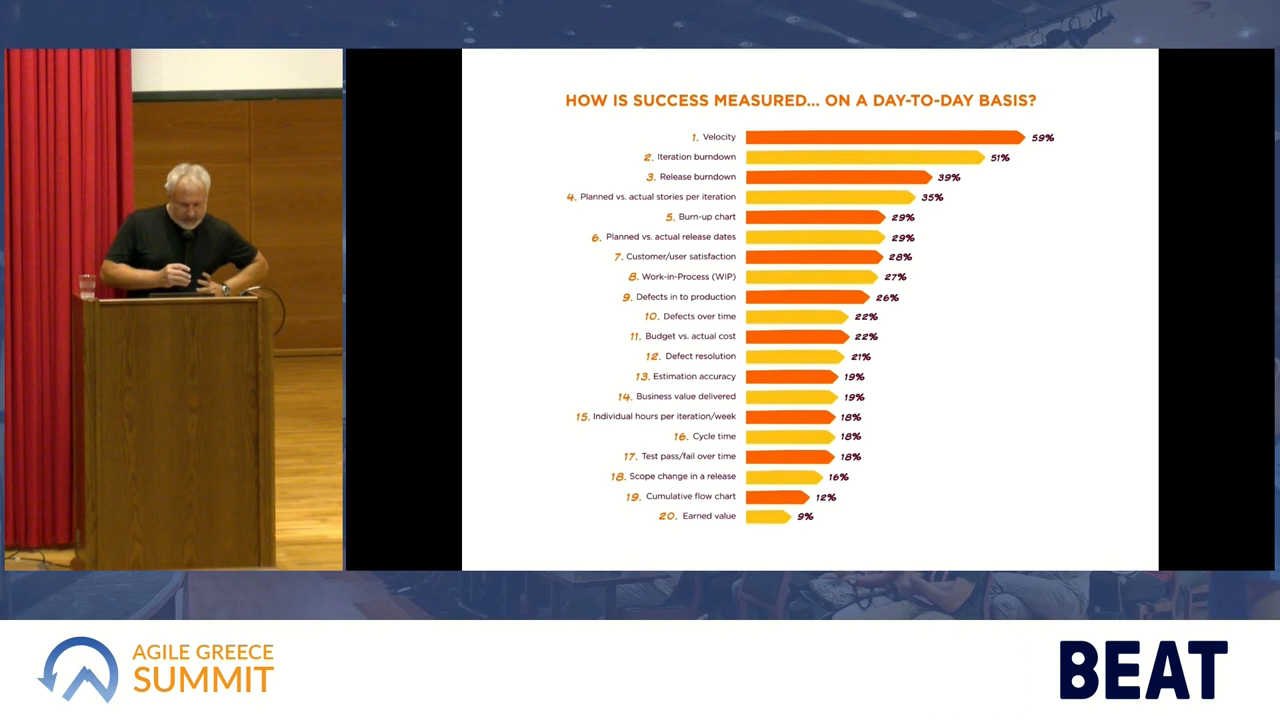 HOW IS SUCCESS MEASURED... ON A DAY-TO-DAY BASIS?
1. Velocity 59%
2. Iteration burndown 51%
3. Release burndown 39%
4. Planned vs. actual stories per iteration 35%
5. Burn-up chart 29%
6. Planned vs. actual release dates 29%
7. Customer/user satisfaction 28%
8. Work-in-Process (WIP) 27%
9. Defects in to production 26%
10. Defects over time 22%
11. Budget vs. actual cost 22%
12. Defect resolution 21%
13. Estimation accuracy 19%
14. Business value delivered 19%
15. Individual hours per iteration/week 18%
16. Cycle time 18%
17. Test pass/fail over time 18%
18. Scope change in a release 16%
19. Cumulative flow chart 12%
20. Earned value 9%
AGILE GREECE
SUMMIT
BEAT